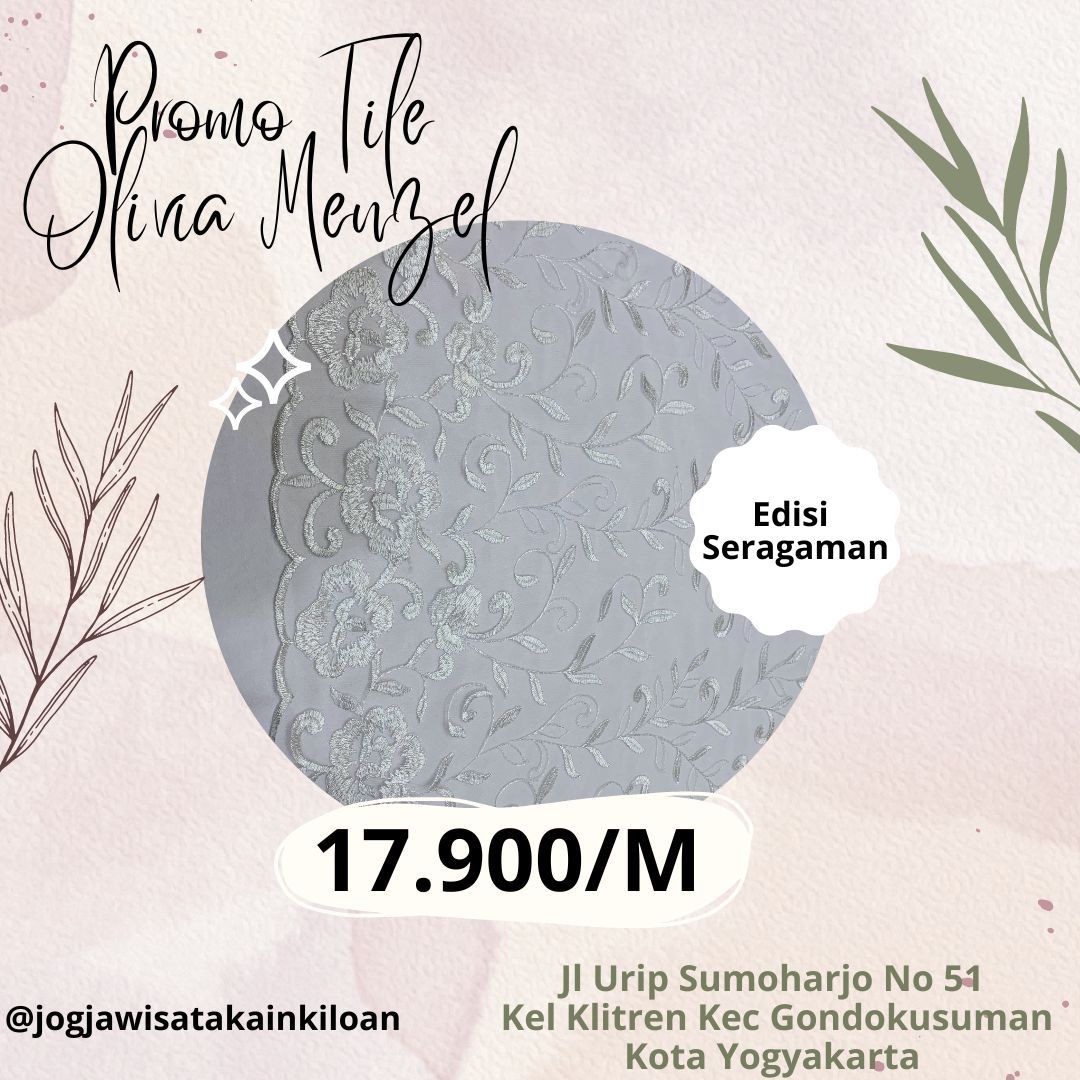 Promo Tile
Olivia Menzel
Edisi
Seragaman
17.900/M
Jl Urip Sumoharjo No 51
Kel Klitren Kec Gondokusuman
Kota Yogyakarta
@jogjawisatakainkiloan